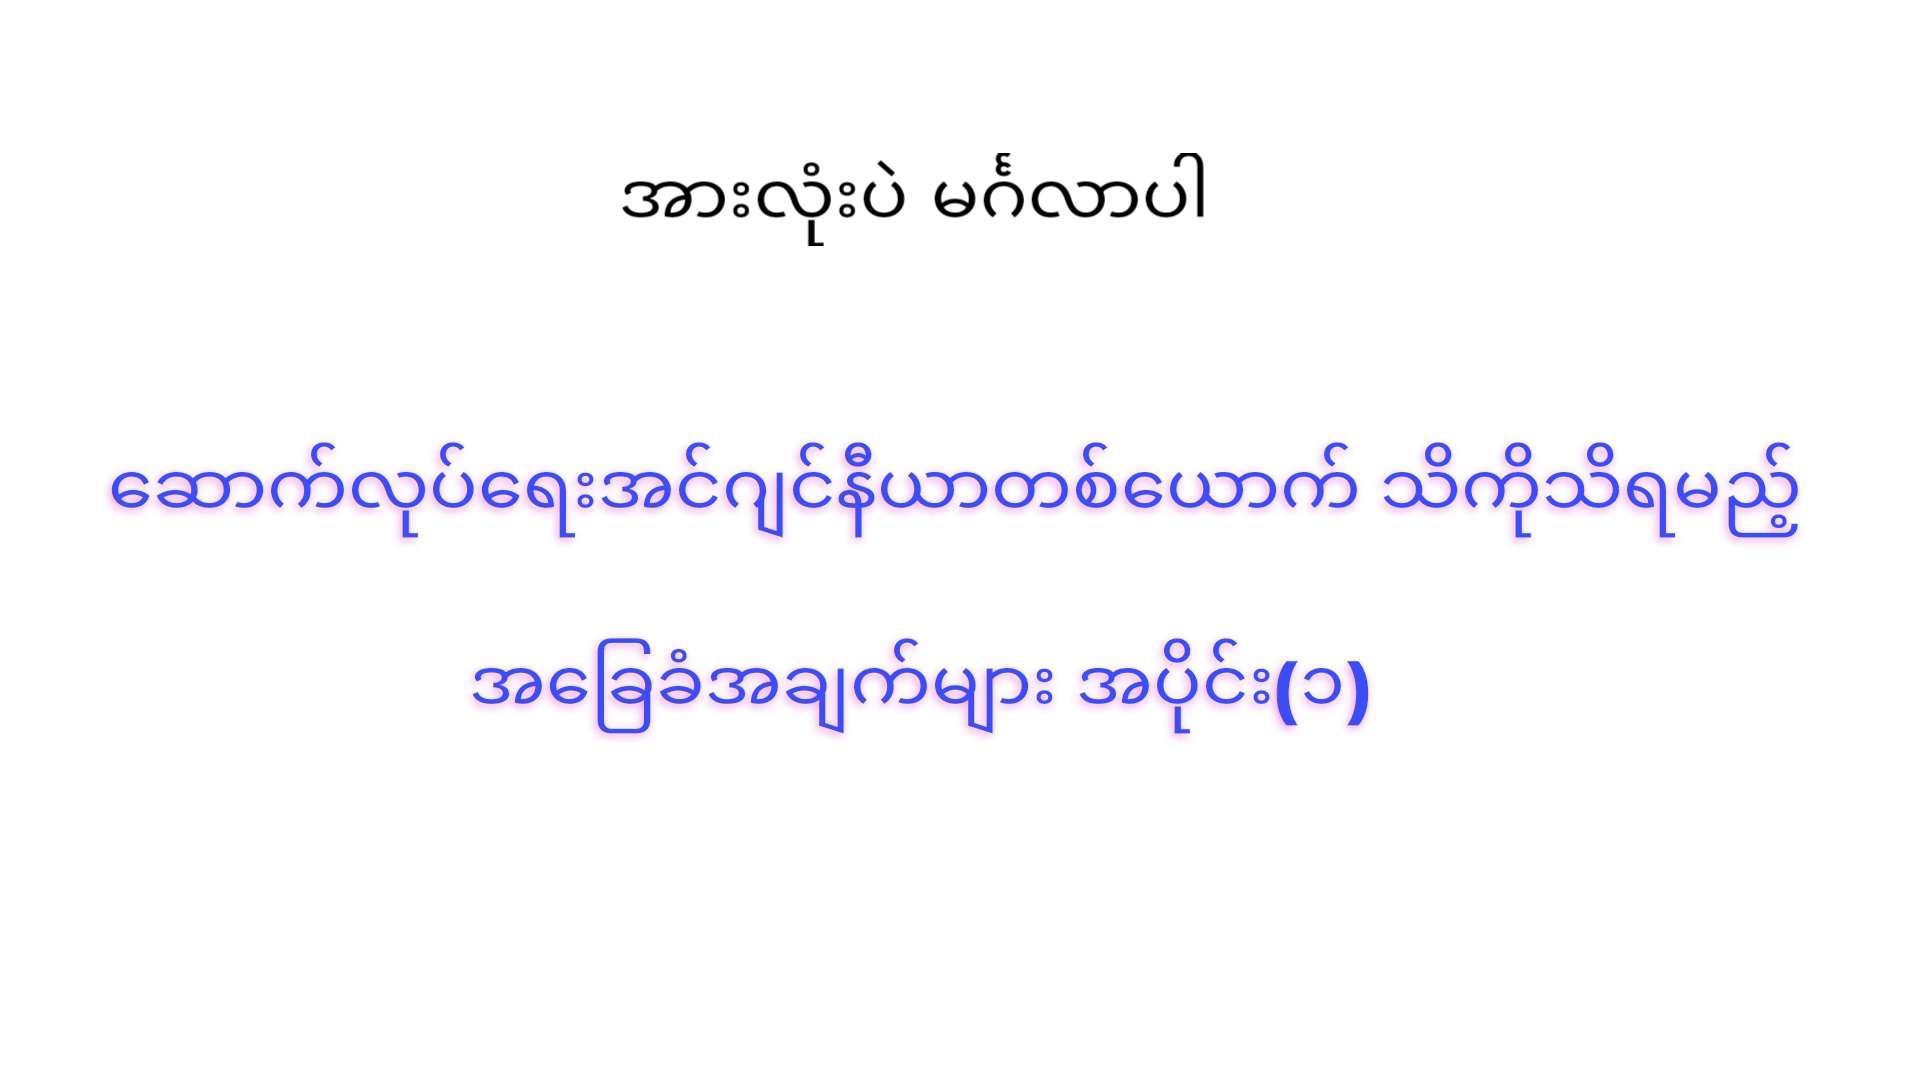 အားလုံးပဲ မင်္ဂလာပါ
ဆောက်လုပ်ရေးအင်ဂျင်နီယာတစ်ယောက် သိကိုသိရမည့်
အခြေခံအချက်များ အပိုင်း(၁)